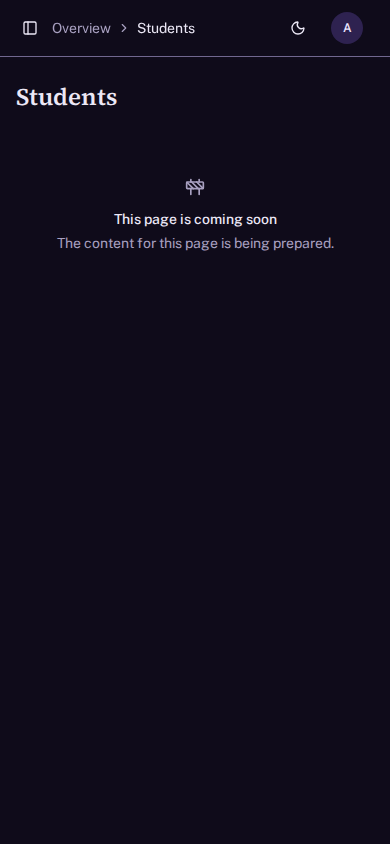 Overview > Students
A
Students
This page is coming soon
The content for this page is being prepared.